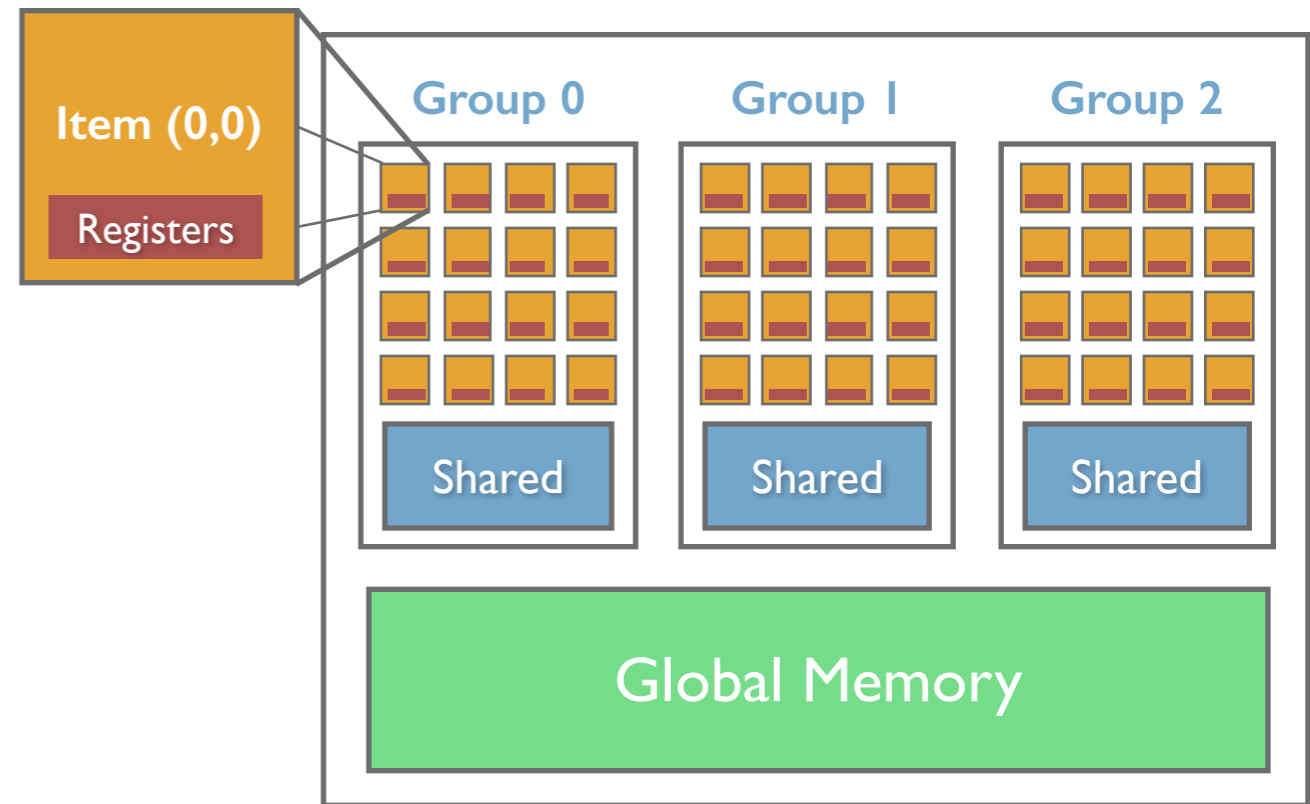 Item (0,0)
Registers
Group 0
Group 1
Group 2
Shared
Shared
Shared
Global Memory